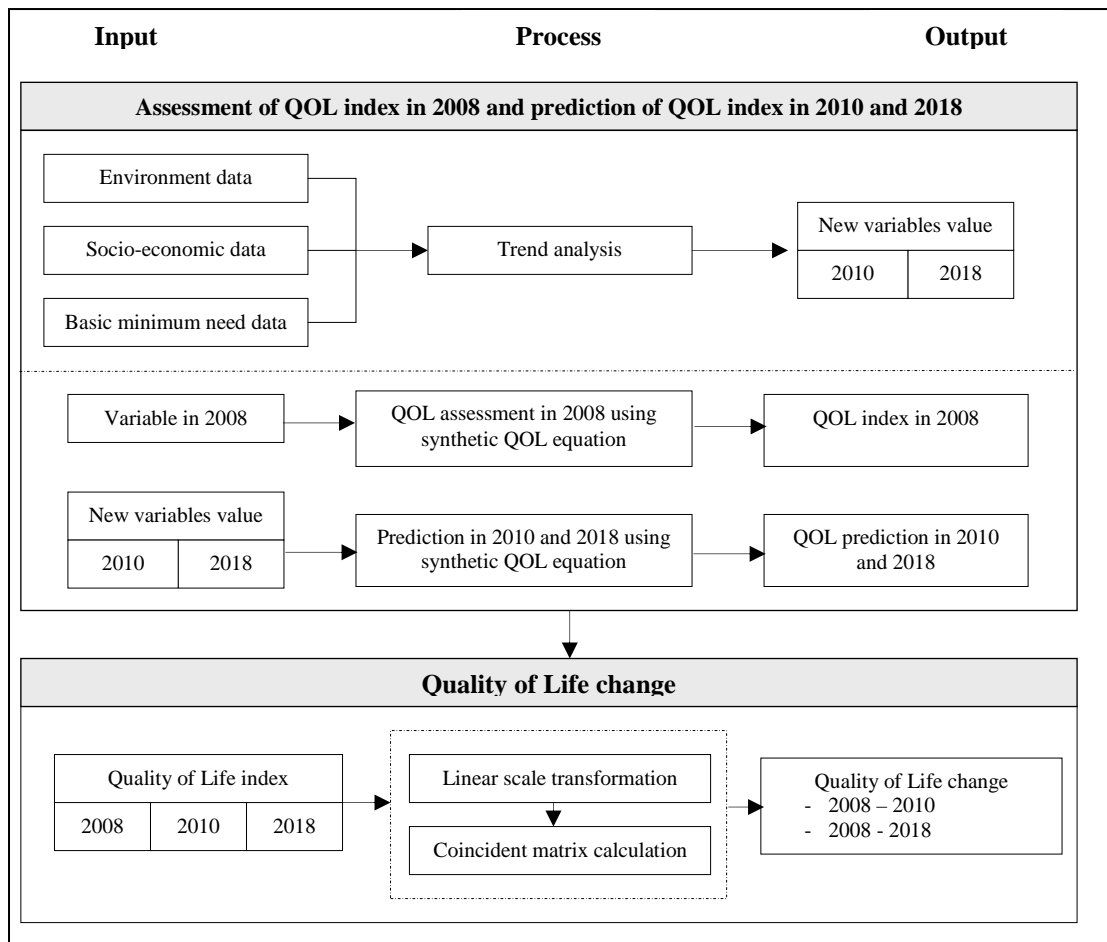 Input
Process
Output
Assessment of QOL index in 2008 and prediction of QOL index in 2010 and 2018
Environment data
Socio-economic data
Basic minimum need data
Trend analysis
New variables value
2010
2018
Variable in 2008
QOL assessment in 2008 using
synthetic QOL equation
QOL index in 2008
New variables value
2010
2018
Prediction in 2010 and 2018 using
synthetic QOL equation
QOL prediction in 2010
and 2018
Quality of Life change
Quality of Life index
2008
2010
2018
Linear scale transformation
Coincident matrix calculation
Quality of Life change
- 2008 – 2010
- 2008 - 2018